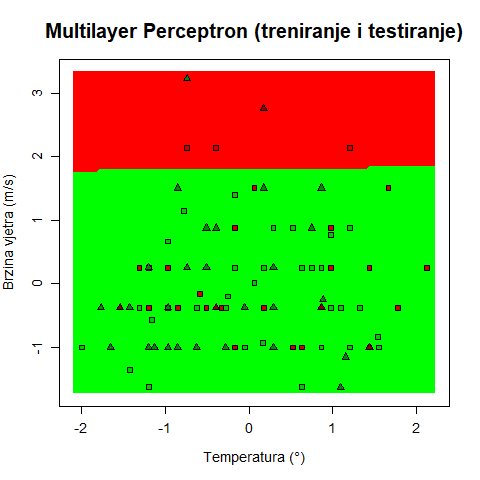 Multilayer Perceptron (treniranje i testiranje)
Brzina vjetra (m/s)
3
2
1
0
-1
-2 -1 0 1 2
Temperatura (°)